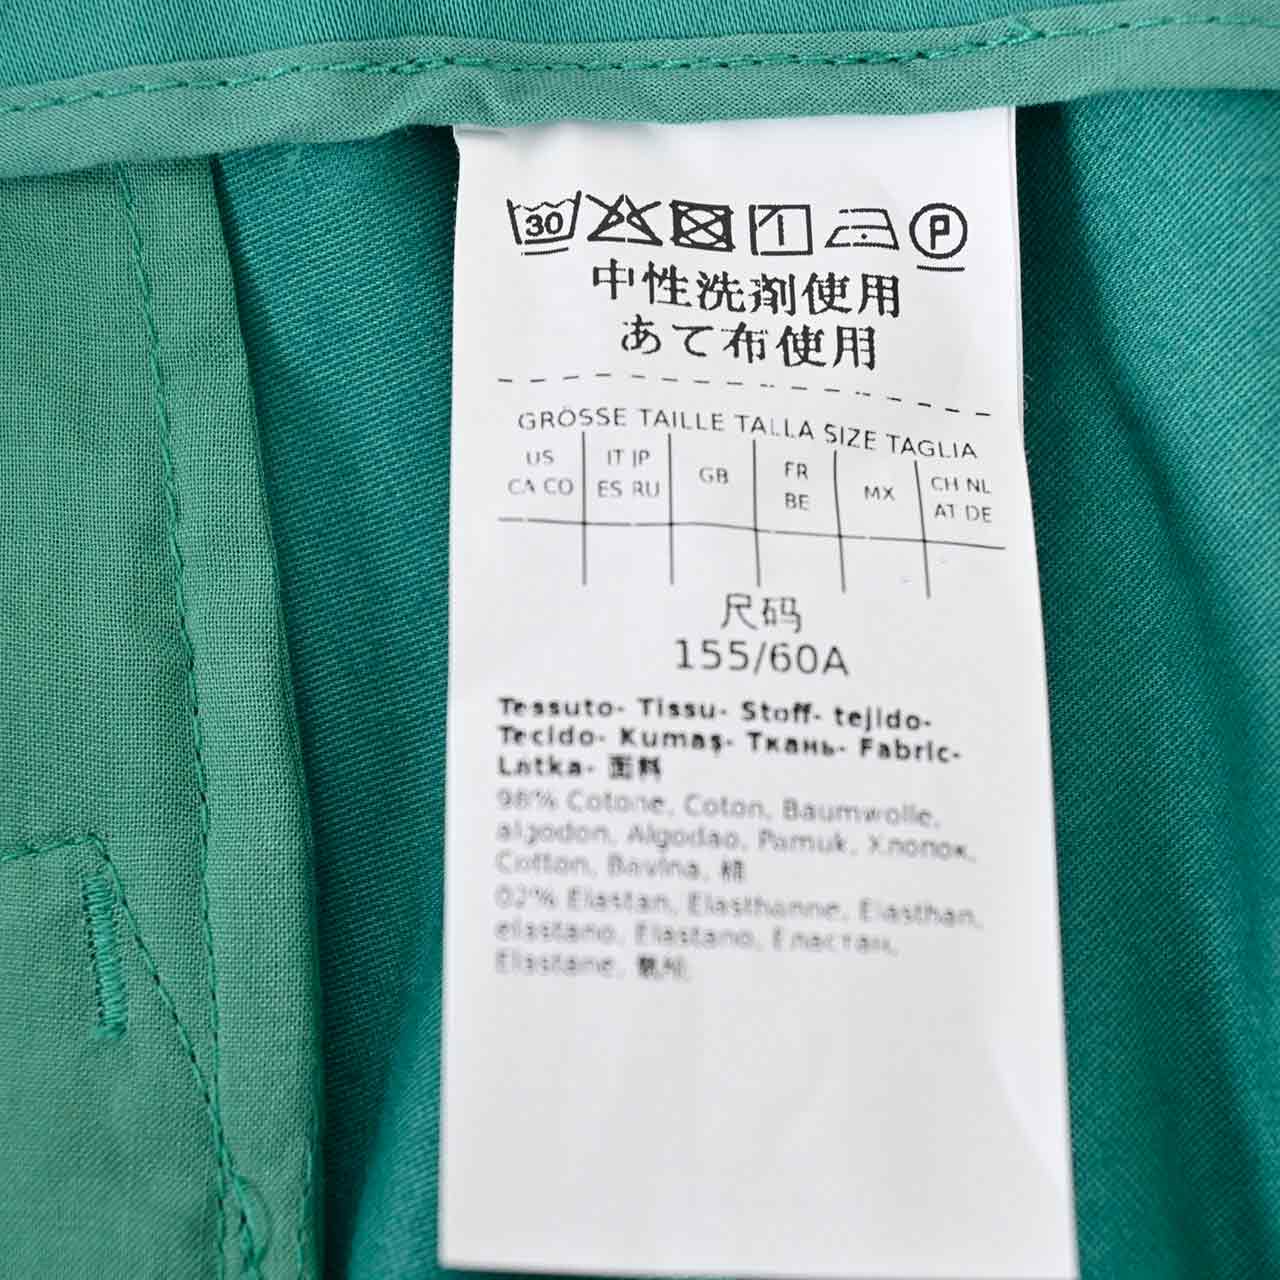 30 P
中性洗剤使用
あて布使用
GRÖSSE TAILLE TALLA SIZE TAGLIA
US CA CO
IT JP ES RU
GB
FR BE
MX
CH NL AT DE
尺码
155/60A
Tessuto- Tissu- Stoff- tejido-
Tecido- Kumaş- Ткань- Fabric-
Látka- 面料
98% Cotone, Coton, Baumwolle,
algodon, Algodao, Pamuk, Хлопок,
Cotton, Bavlna, 棉
02% Elastan, Elasthanne, Elasthan,
elastano, Elastano, Еластан,
Elastane,